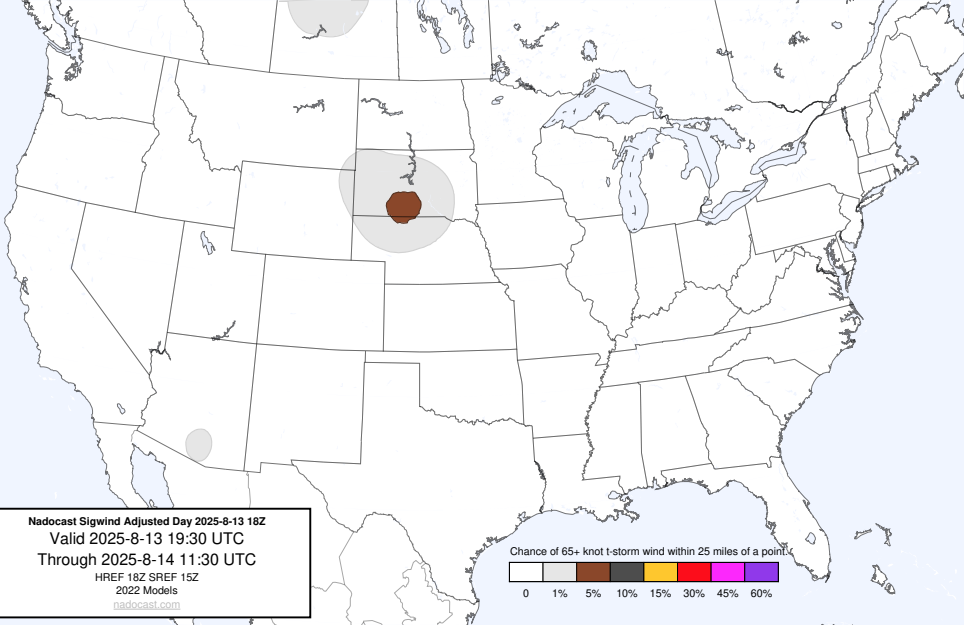 Nadocast Sigwind Adjusted Day 2025-8-13 18Z
Valid 2025-8-13 19:30 UTC
Through 2025-8-14 11:30 UTC
HREF 18Z SREF 15Z
2022 Models
nadocast.com
Chance of 65+ knot t-storm wind within 25 miles of a point.
0 1% 5% 10% 15% 30% 45% 60%